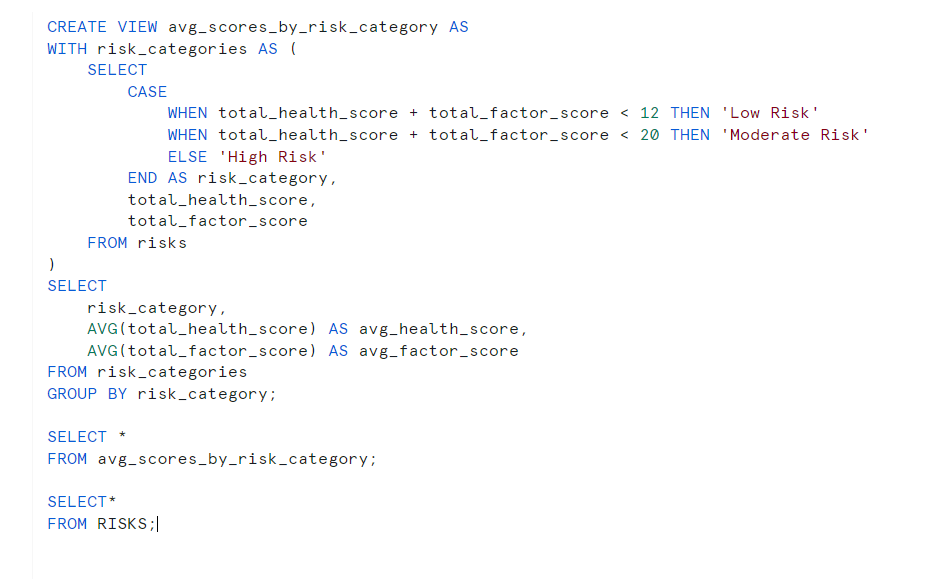 CREATE VIEW avg_scores_by_risk_category AS
WITH risk_categories AS (
    SELECT
        CASE
            WHEN total_health_score + total_factor_score < 12 THEN 'Low Risk'
            WHEN total_health_score + total_factor_score < 20 THEN 'Moderate Risk'
            ELSE 'High Risk'
        END AS risk_category,
        total_health_score,
        total_factor_score
    FROM risks
)
SELECT
    risk_category,
    AVG(total_health_score) AS avg_health_score,
    AVG(total_factor_score) AS avg_factor_score
FROM risk_categories
GROUP BY risk_category;

SELECT *
FROM avg_scores_by_risk_category;

SELECT*
FROM RISKS;